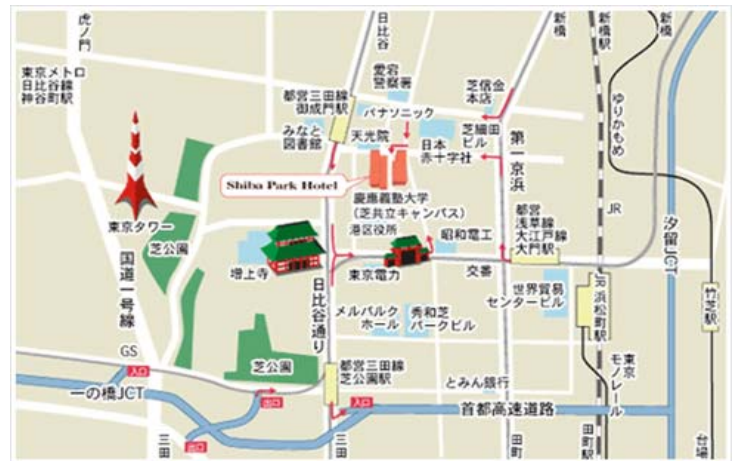 虎ノ門
日比谷
新橋
新橋駅
新橋
東京メトロ
日比谷線
神谷町駅
愛宕
警察署
都営三田線
御成門駅
芝信金
本店
パナソニック
みなと
図書館
天光院
芝細田
ビル
日本
赤十字社
第一京浜
ゆりかもめ
Shiba Park Hotel
慶應義塾大学
(芝共立キャンパス)
港区役所
東京タワー
芝公園
国道一号線
増上寺
日比谷通り
昭和電工
東京電力
交番
都営
浅草線
大江戸線
大門駅
JR
汐留JCT
メルパルク
ホール
秀和芝
パークビル
世界貿易
センタービル
JR浜松町駅
竹芝駅
GS
入口
芝公園
都営三田線
芝公園駅
とみん銀行
東京
モノレール
一の橋JCT
出口
入口
首都高速道路
出口
三田
三田
田町
田町駅
台場